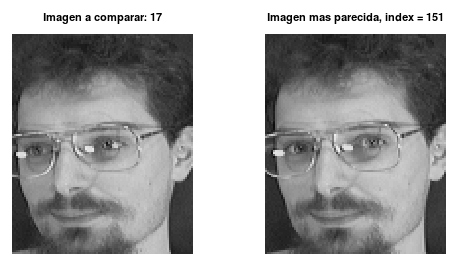 Imagen a comparar: 17
Imagen mas parecida, index = 151